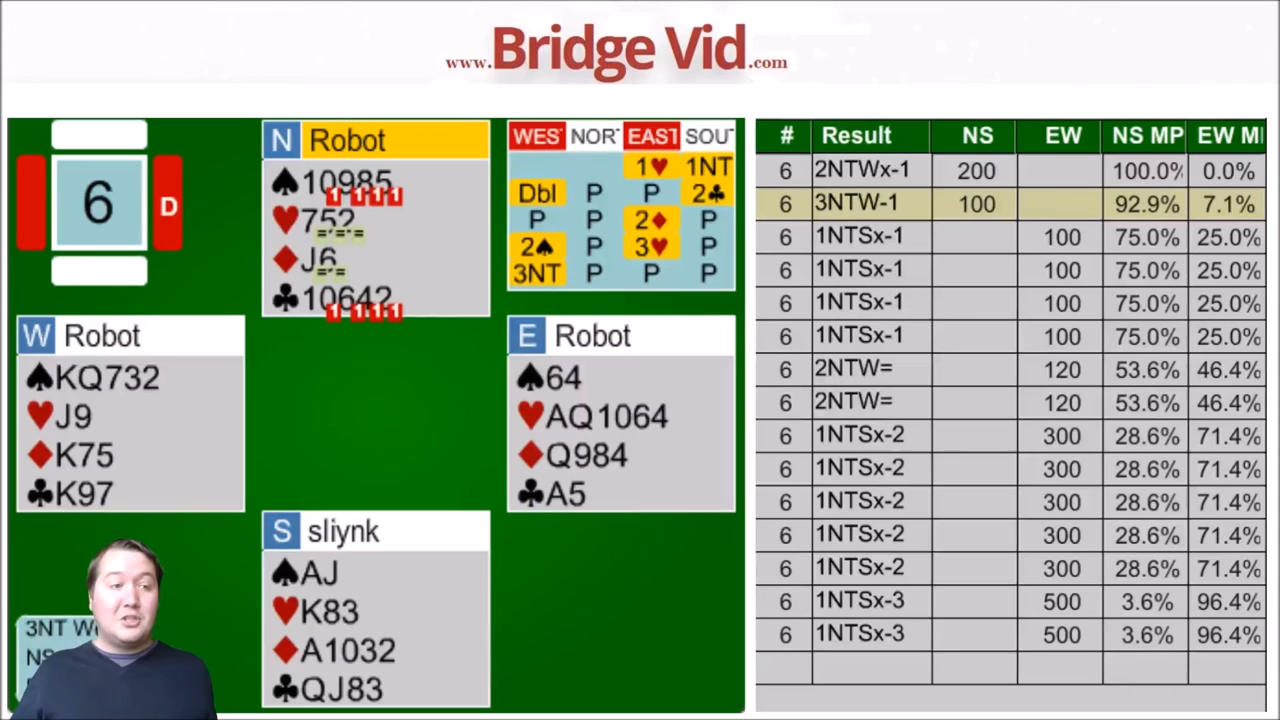 www.Bridge Vid.com
6
D
N Robot
♠10985
♥752
♦J6
♣10642
WES NOR EAST SOU
1♥ 1NT
Dbl P P 2♣
P P 2♦ P
2♠ P 3♥ P
3NT P P P
W Robot
♠KQ732
♥J9
♦K75
♣K97
E Robot
♠64
♥AQ1064
♦Q984
♣A5
S sliynk
♠AJ
♥K83
♦A1032
♣QJ83
3NT W
NS
# Result NS EW NS MP EW M
6 2NTWx-1 200 100.0% 0.0%
6 3NTW-1 100 92.9% 7.1%
6 1NTSx-1 100 75.0% 25.0%
6 1NTSx-1 100 75.0% 25.0%
6 1NTSx-1 100 75.0% 25.0%
6 1NTSx-1 100 75.0% 25.0%
6 2NTW= 120 53.6% 46.4%
6 2NTW= 120 53.6% 46.4%
6 1NTSx-2 300 28.6% 71.4%
6 1NTSx-2 300 28.6% 71.4%
6 1NTSx-2 300 28.6% 71.4%
6 1NTSx-2 300 28.6% 71.4%
6 1NTSx-2 300 28.6% 71.4%
6 1NTSx-3 500 3.6% 96.4%
6 1NTSx-3 500 3.6% 96.4%